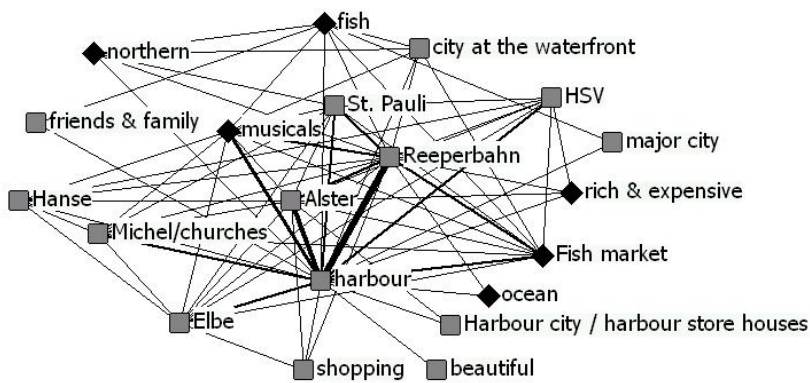 fish
northern
city at the waterfront
HSV
St. Pauli
friends & family
musicals
major city
Reeperbahn
rich & expensive
Hanse
Alster
Michel/churches
Fish market
harbour
ocean
Elbe
Harbour city / harbour store houses
shopping
beautiful